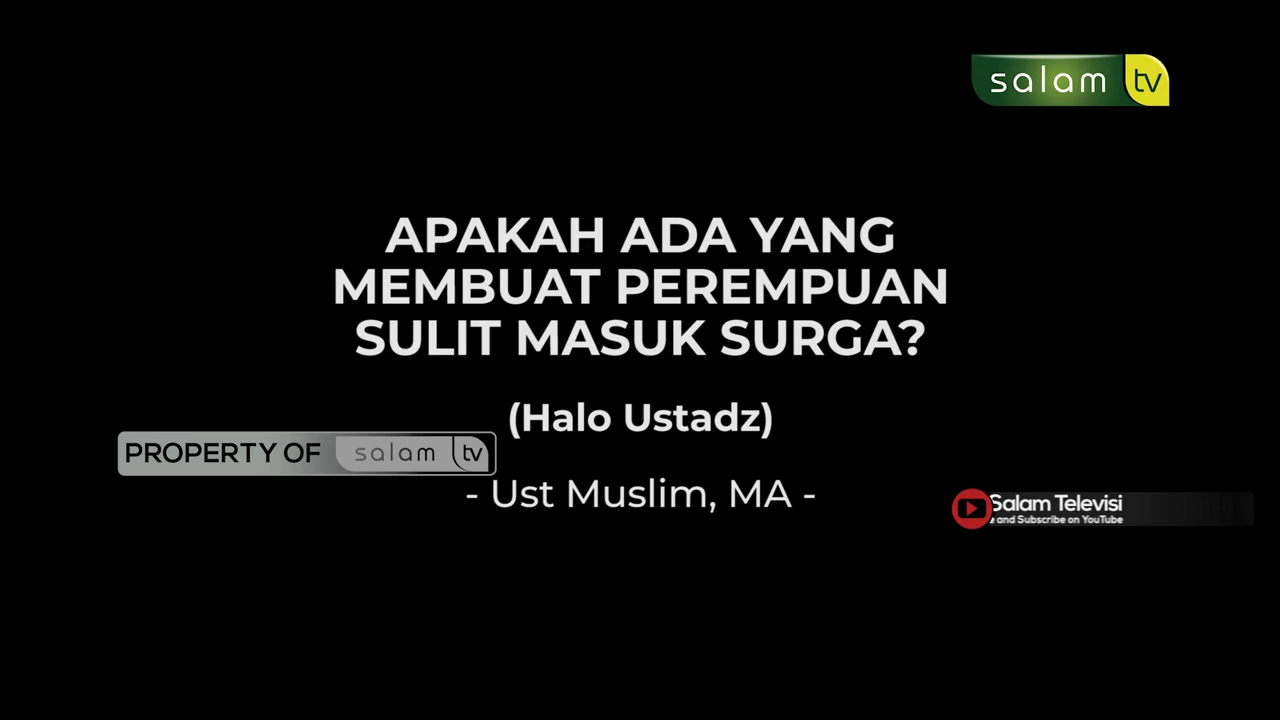 salam tv
APAKAH ADA YANG
MEMBUAT PEREMPUAN
SULIT MASUK SURGA?
(Halo Ustadz)
PROPERTY OF salam tv
- Ust Muslim, MA -
Salam Televisi
and Subscribe on YouTube